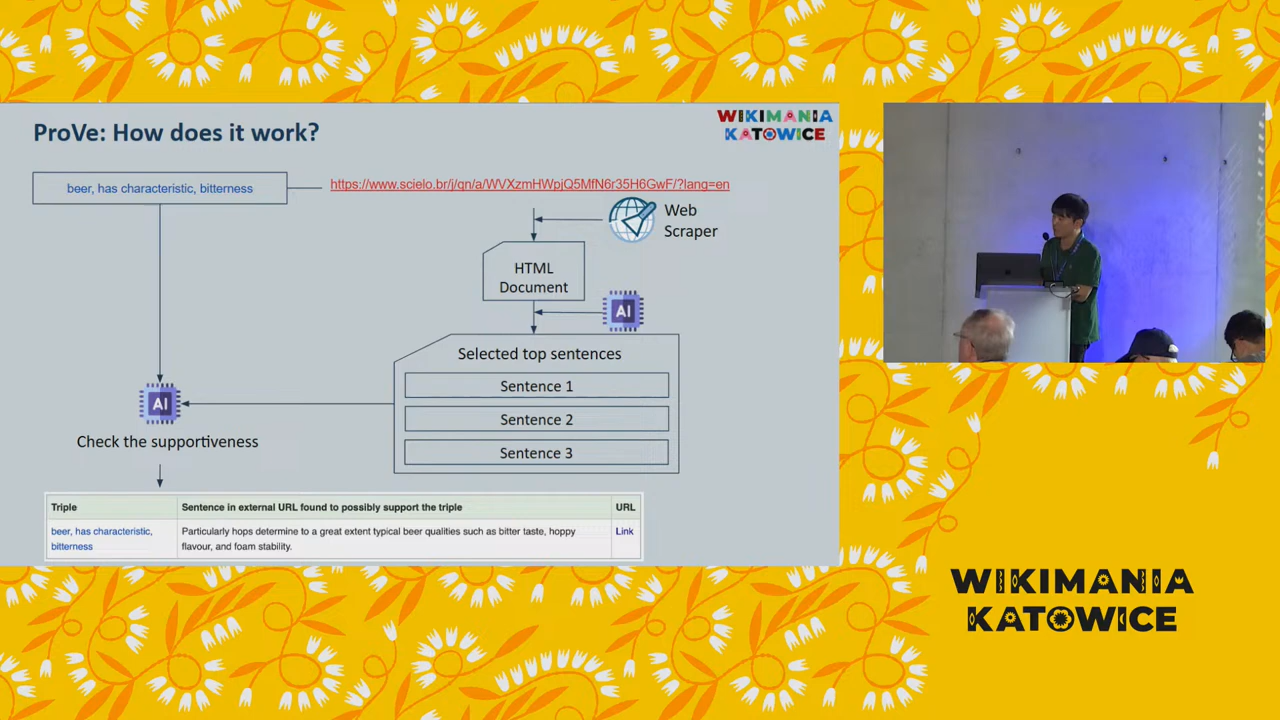 ProVe: How does it work?
WIKIMANIA
KATOWICE
beer, has characteristic, bitterness
https://www.scielo.br/j/qn/a/WVXzmHWpjQ5MfN6r35H6GwF/?lang=en
Web
Scraper
HTML
Document
AI
Selected top sentences
Sentence 1
Sentence 2
Sentence 3
AI
Check the supportiveness
Triple
Sentence in external URL found to possibly support the triple
URL
beer, has characteristic,
bitterness
Particularly hops determine to a great extent typical beer qualities such as bitter taste, hoppy
flavour, and foam stability.
Link
WIKIMANIA
KATOWICE